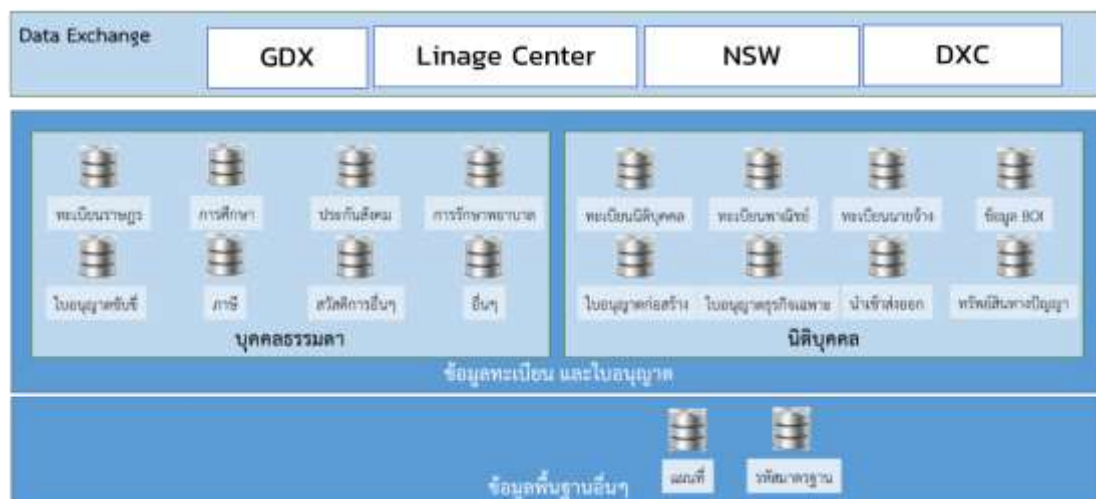 Data Exchange
GDX
Linage Center
NSW
DXC
ทะเบียนราษฎร
การศึกษา
ประกันสังคม
การรักษาพยาบาล
ใบอนุญาตขับขี่
ภาษี
สวัสดิการอื่นๆ
อื่นๆ
บุคคลธรรมดา
ทะเบียนนิติบุคคล
ทะเบียนพาณิชย์
ทะเบียนนายจ้าง
ข้อมูล BOI
ใบอนุญาตก่อสร้าง
ใบอนุญาตธุรกิจเฉพาะ
นำเข้าส่งออก
ทรัพย์สินทางปัญญา
นิติบุคคล
ข้อมูลทะเบียน และใบอนุญาต
แผนที่
รหัสมาตรฐาน
ข้อมูลพื้นฐานอื่นๆ